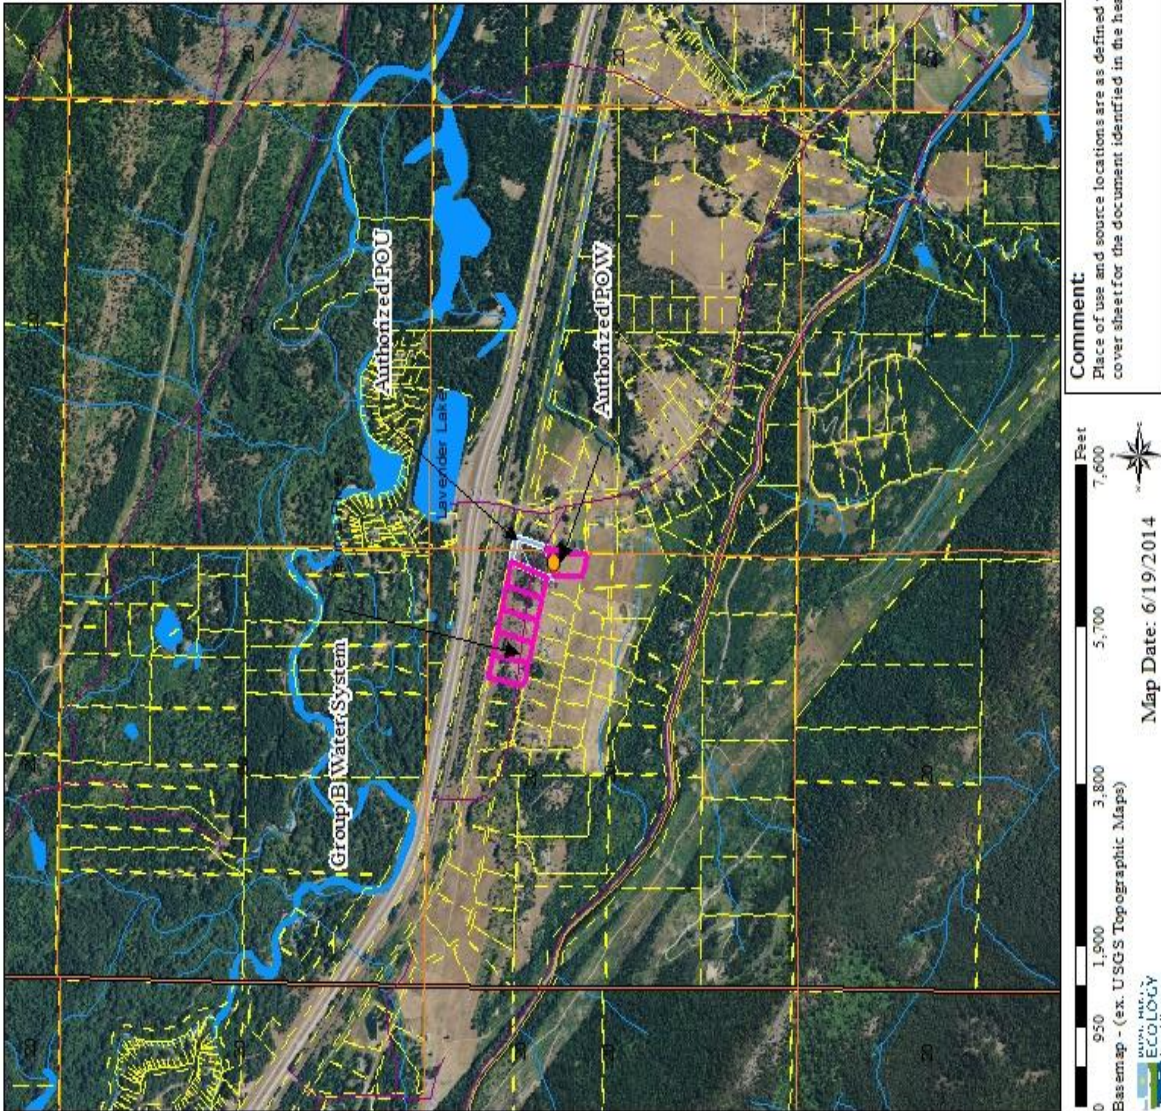 Authorized POU
Group B Water System
Authorized POW
Lavender Lake
0 950 1,900 3,800 5,700 7,600
Feet
Basemap - (ex. USGS Topographic Maps)
Map Date: 6/19/2014
ECOLOGY
Comment:
Place of use and source locations are as defined
cover sheet for the document identified in the hea